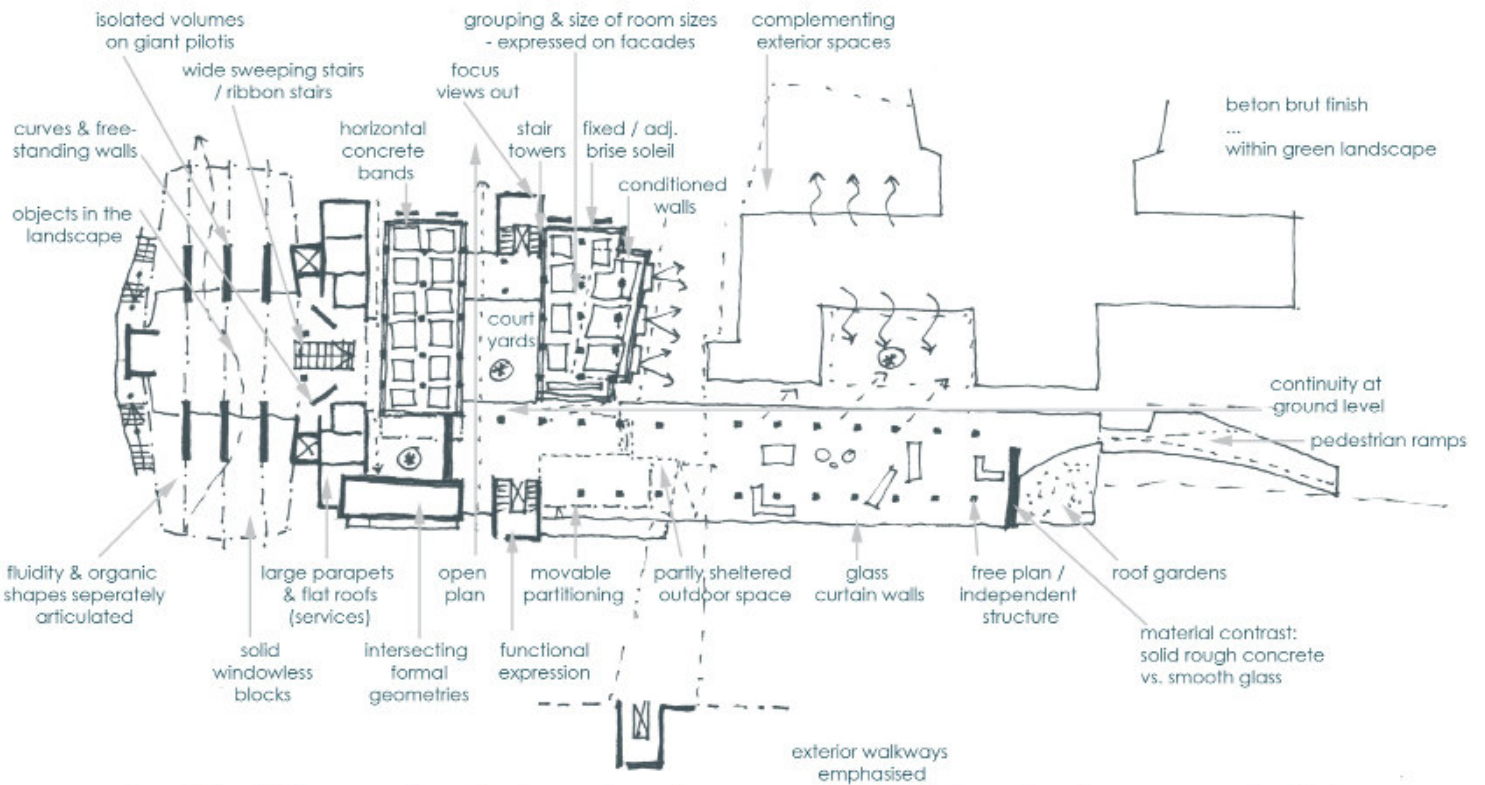 isolated volumes
on giant pilotis
grouping & size of room sizes
- expressed on facades
complementing
exterior spaces
wide sweeping stairs
/ ribbon stairs
focus
views out
beton brut finish
...
within green landscape
curves & free-
standing walls
horizontal
concrete
bands
stair
towers
fixed / adj.
brise soleil
conditioned
walls
objects in the
landscape
court
yards
continuity at
ground level
pedestrian ramps
fluidity & organic
shapes seperately
articulated
large parapets
& flat roofs
(services)
open
plan
movable
partitioning
partly sheltered
outdoor space
glass
curtain walls
free plan /
independent
structure
roof gardens
solid
windowless
blocks
intersecting
formal
geometries
functional
expression
material contrast:
solid rough concrete
vs. smooth glass
exterior walkways
emphasised